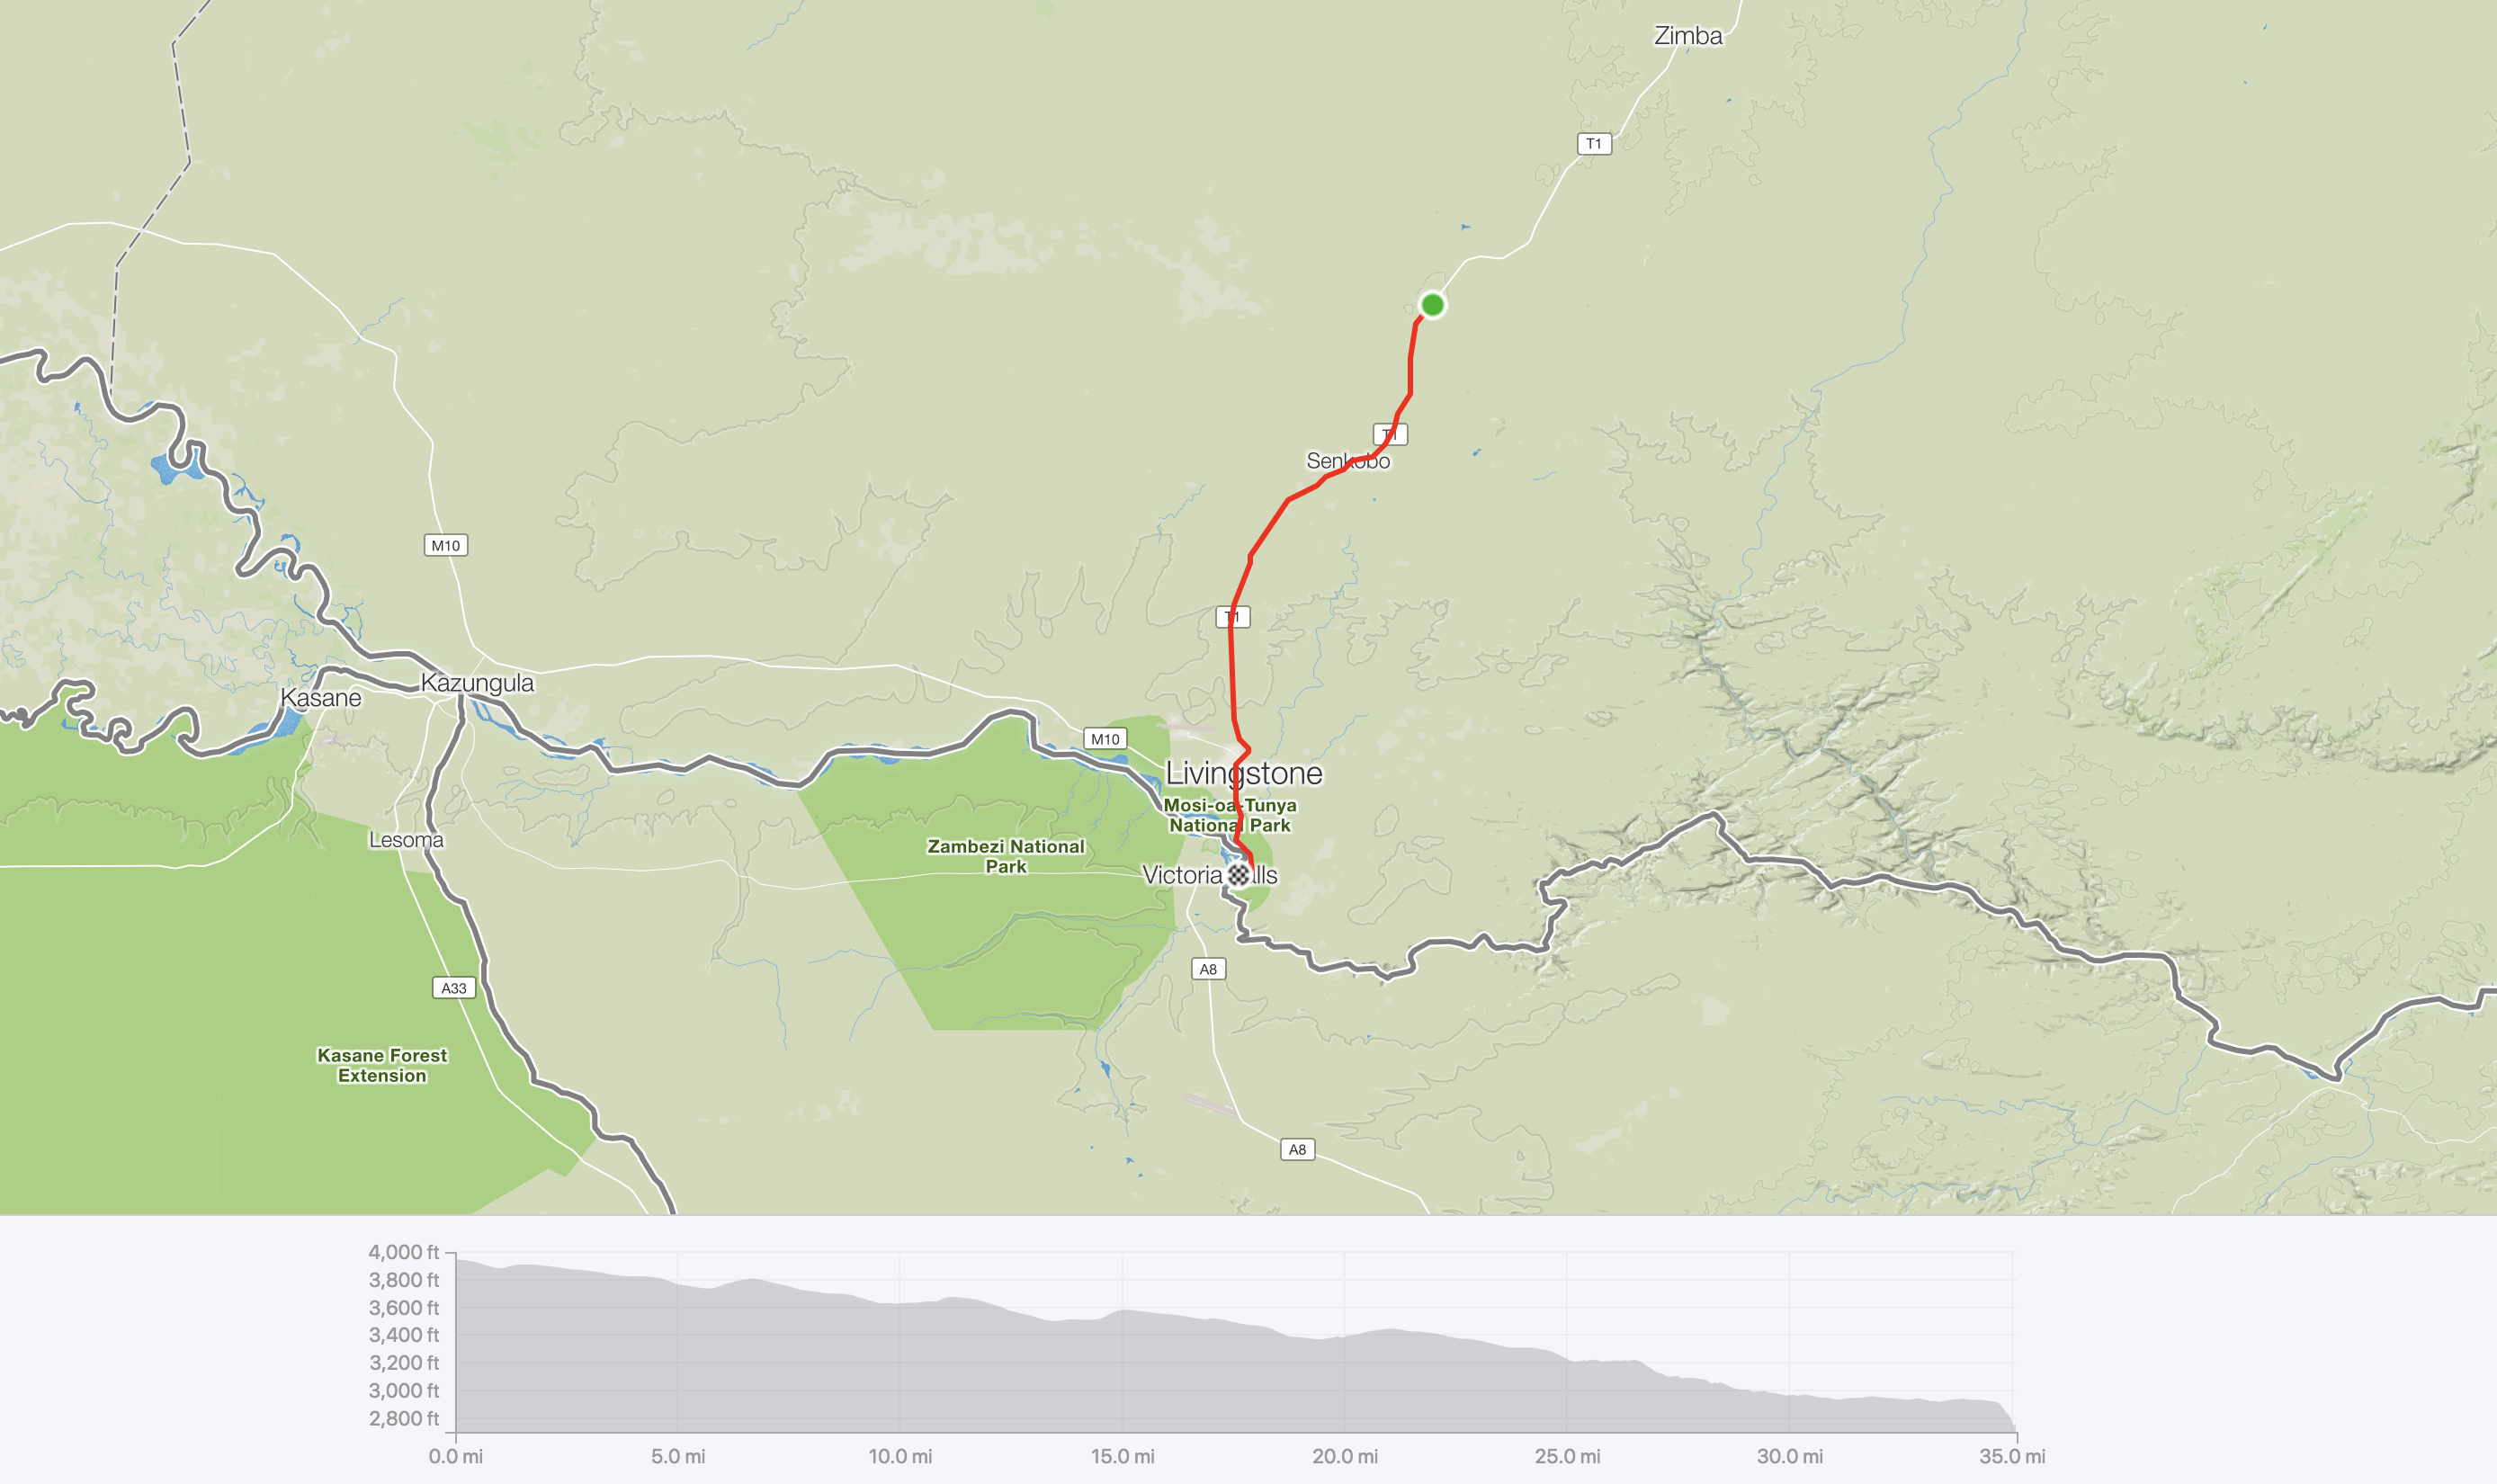 Zimba
T1
T1
Senkobo
M10
T1
Kazungula
Kasane
M10
Livingstone
Mosi-oa-Tunya
National Park
Lesoma
Zambezi National
Park
Victoria
lls
A8
A33
Kasane Forest
Extension
A8
4,000 ft
3,800 ft
3,600 ft
3,400 ft
3,200 ft
3,000 ft
2,800 ft
0.0 mi
5.0 mi
10.0 mi
15.0 mi
20.0 mi
25.0 mi
30.0 mi
35.0 mi